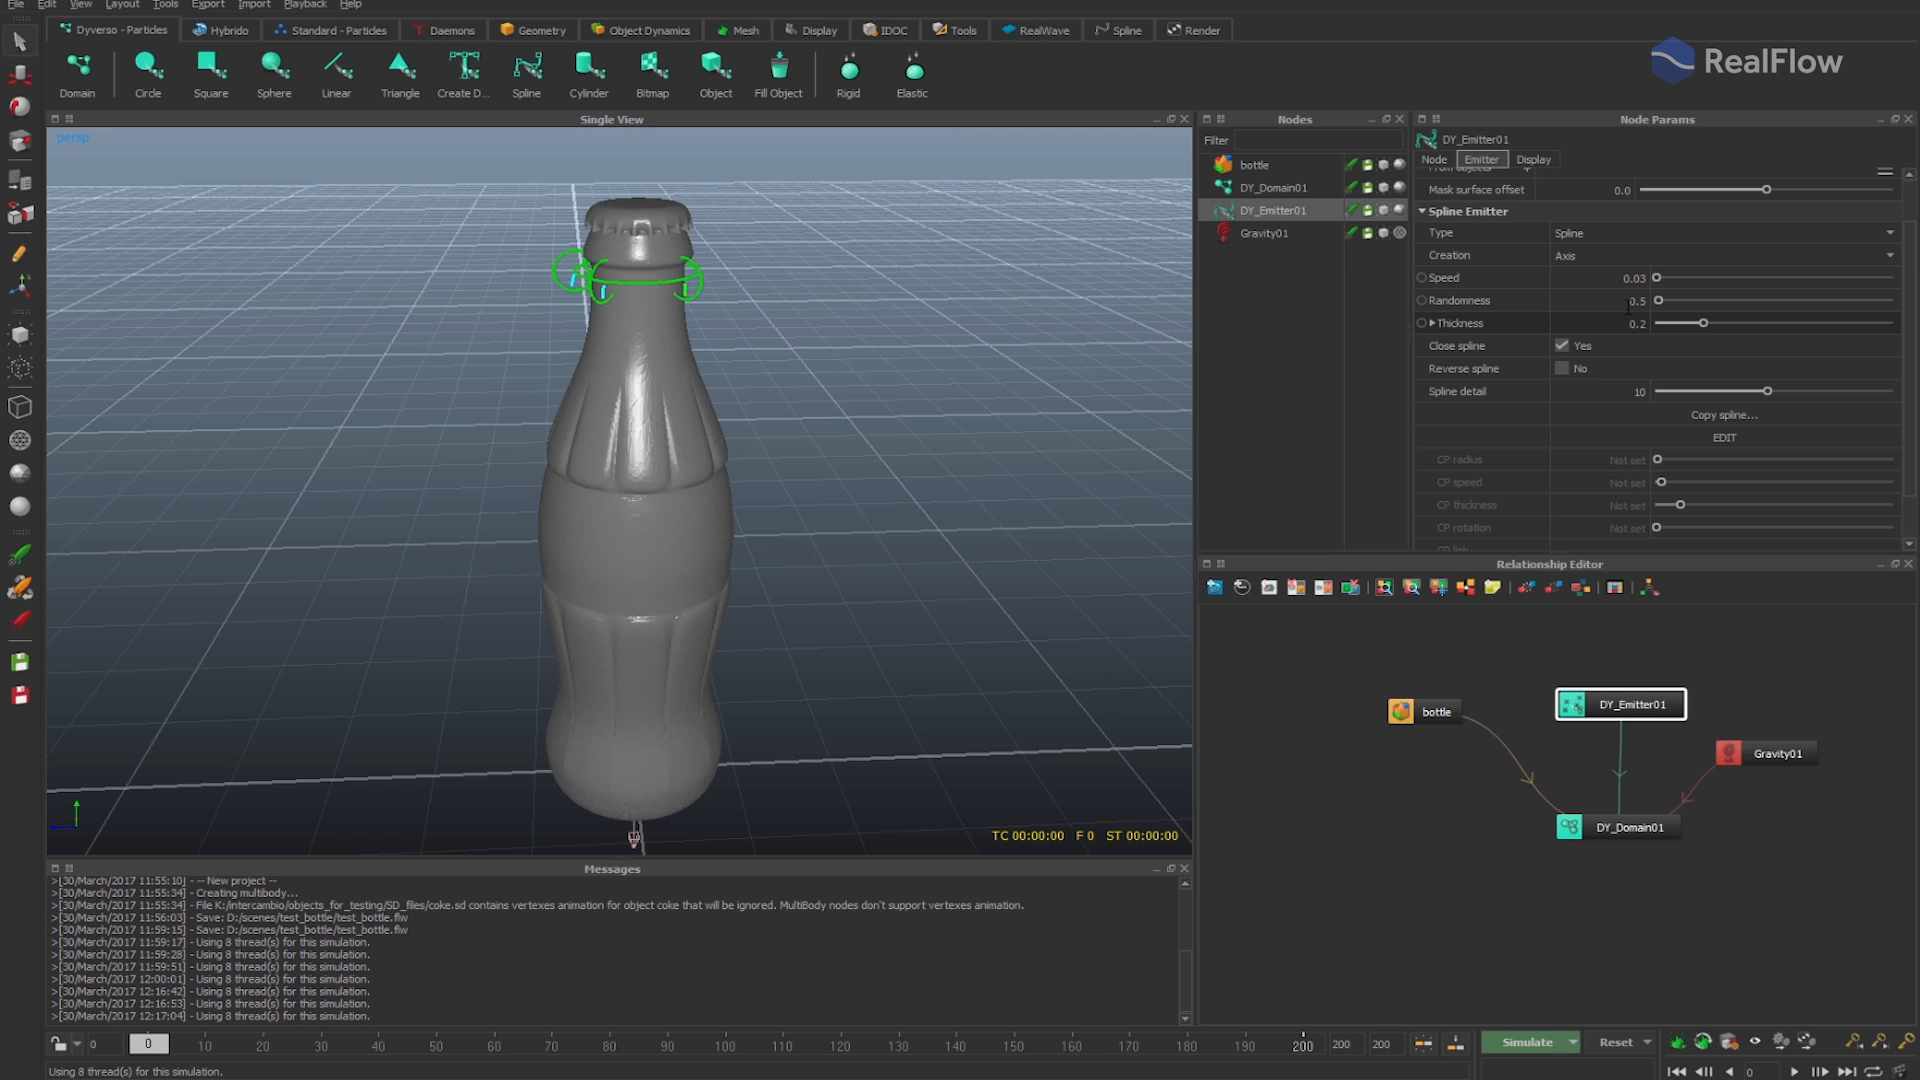 File Edit View Layout Tools Export Import Playback Help
Dyverso - Particles Hybrido Standard - Particles Daemons Geometry Object Dynamics Mesh Display IDOC Tools RealWave Spline Render
RealFlow
Domain Circle Square Sphere Linear Triangle Create D... Spline Cylinder Bitmap Object Fill Object Rigid Elastic
Single View
persp
TC 00:00:00 F 0 ST 00:00:00
Nodes
Filter
bottle
DY_Domain01
DY_Emitter01
Gravity01
Node Params
DY_Emitter01
Node Emitter Display
From objects +
Mask surface offset 0.0
Spline Emitter
Type Spline
Creation Axis
Speed 0.03
Randomness 0.5
Thickness 0.2
Close spline Yes
Reverse spline No
Spline detail 10
Copy spline...
EDIT
CP radius Not set
CP speed Not set
CP thickness Not set
CP rotation Not set
CP link
Relationship Editor
bottle
DY_Emitter01
Gravity01
DY_Domain01
Messages
>[30/March/2017 11:55:10] - -- New project --
>[30/March/2017 11:55:34] - Creating multibody...
>[30/March/2017 11:55:34] - File K:/intercambio/objects_for_testing/SD_files/coke.sd contains vertexes animation for object coke that will be ignored. MultiBody nodes don't support vertexes animation.
>[30/March/2017 11:56:03] - Save: D:/scenes/test_bottle/test_bottle.flw
>[30/March/2017 11:59:15] - Save: D:/scenes/test_bottle/test_bottle.flw
>[30/March/2017 11:59:17] - Using 8 thread(s) for this simulation.
>[30/March/2017 11:59:28] - Using 8 thread(s) for this simulation.
>[30/March/2017 11:59:51] - Using 8 thread(s) for this simulation.
>[30/March/2017 12:00:01] - Using 8 thread(s) for this simulation.
>[30/March/2017 12:16:42] - Using 8 thread(s) for this simulation.
>[30/March/2017 12:16:53] - Using 8 thread(s) for this simulation.
>[30/March/2017 12:17:04] - Using 8 thread(s) for this simulation.
0 0 10 20 30 40 50 60 70 80 90 100 110 120 130 140 150 160 170 180 190 200 200 200
Simulate Reset
Using 8 thread(s) for this simulation.
0